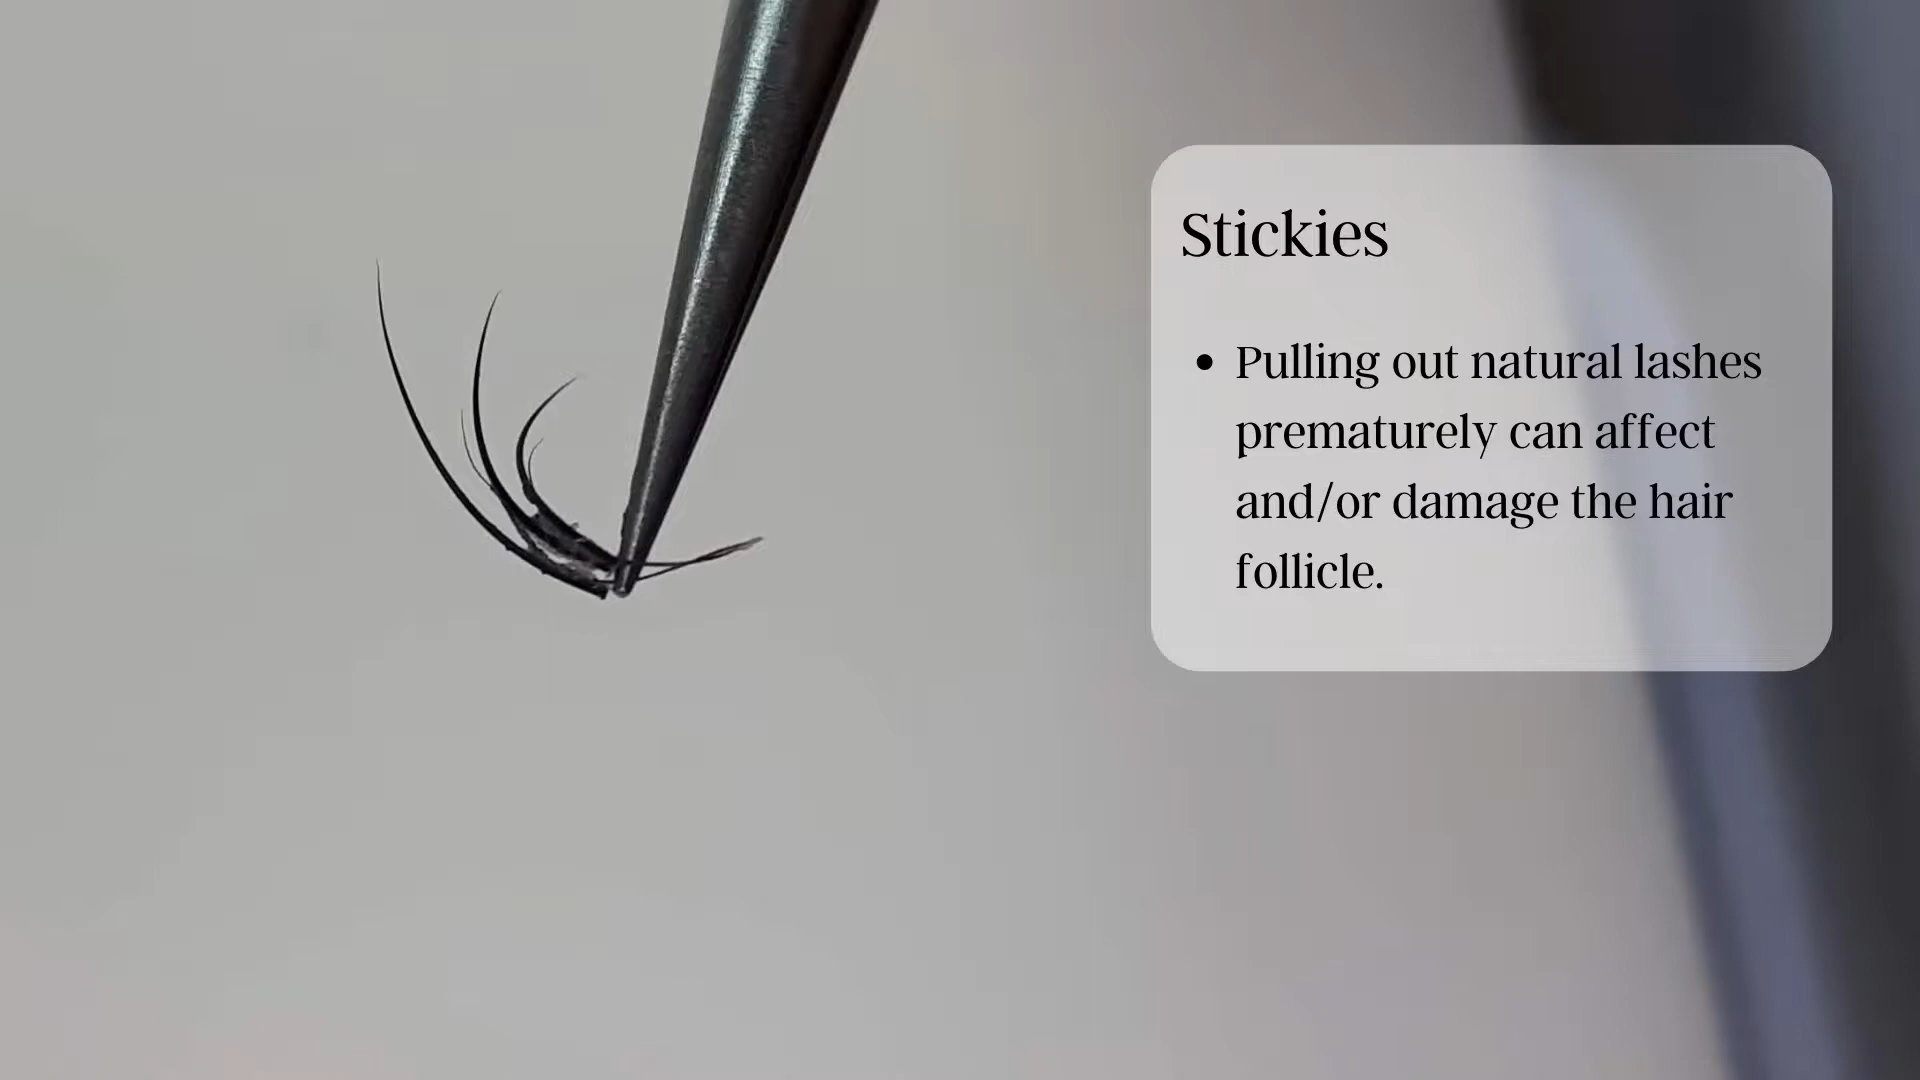 Stickies
• Pulling out natural lashes
prematurely can affect
and/or damage the hair
follicle.